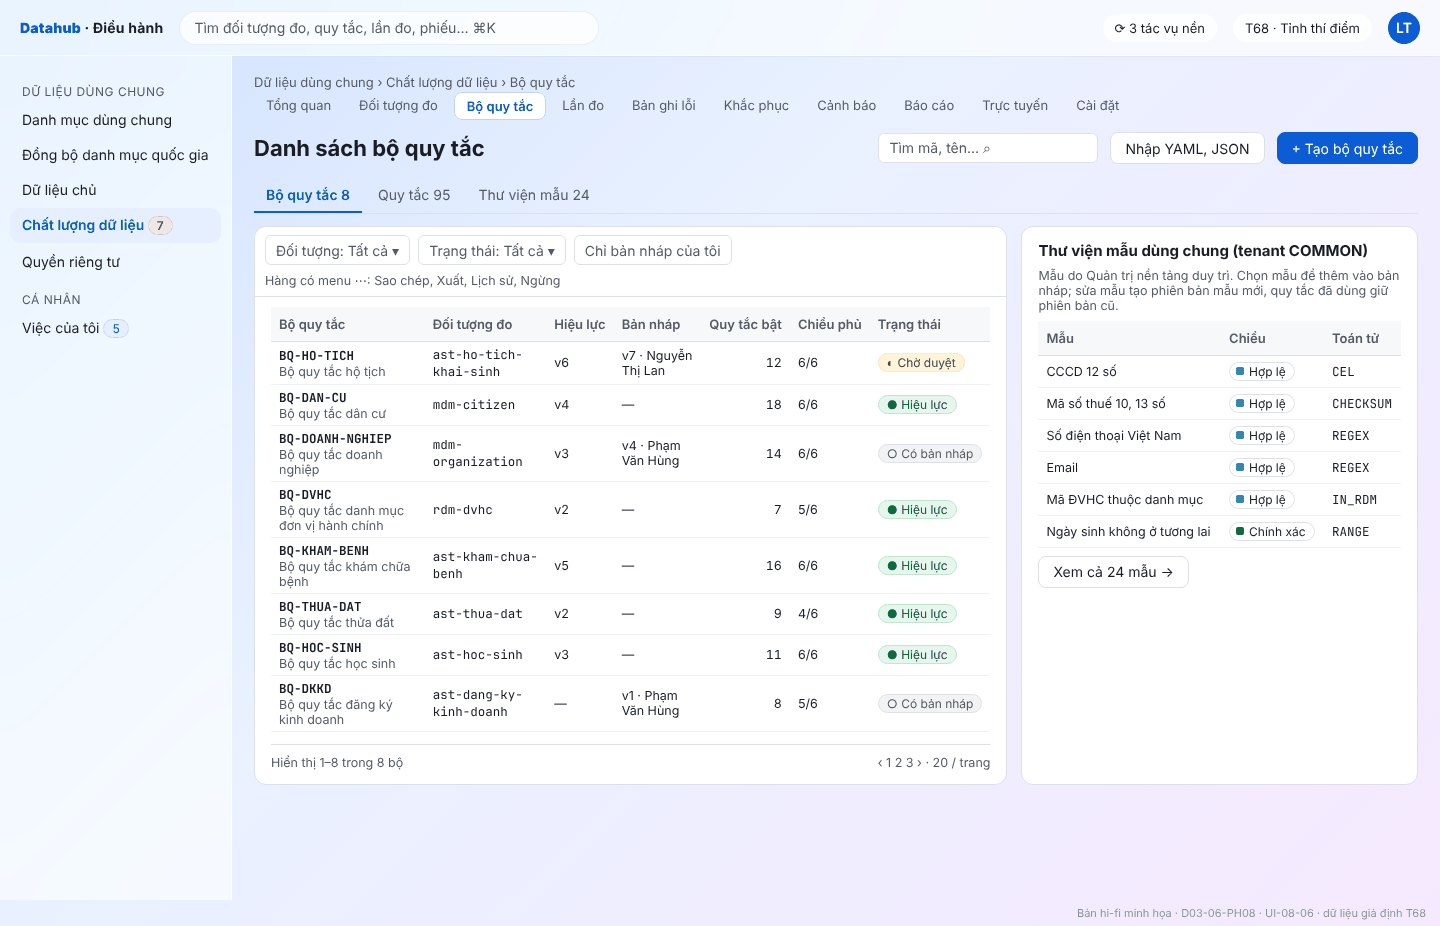 Datahub · Điều hành
Tìm đối tượng đo, quy tắc, lần đo, phiếu... ⌘K
⟳ 3 tác vụ nền
T68 · Tỉnh thí điểm
LT
DỮ LIỆU DÙNG CHUNG
Danh mục dùng chung
Đồng bộ danh mục quốc gia
Dữ liệu chủ
Chất lượng dữ liệu 7
Quyền riêng tư
CÁ NHÂN
Việc của tôi 5
Dữ liệu dùng chung › Chất lượng dữ liệu › Bộ quy tắc
Tổng quan Đối tượng đo Bộ quy tắc Lần đo Bản ghi lỗi Khắc phục Cảnh báo Báo cáo Trực tuyến Cài đặt
Danh sách bộ quy tắc
Tìm mã, tên... ⌕
Nhập YAML, JSON
+ Tạo bộ quy tắc
Bộ quy tắc 8 Quy tắc 95 Thư viện mẫu 24
Đối tượng: Tất cả ▾ Trạng thái: Tất cả ▾ Chỉ bản nháp của tôi
Hàng có menu ⋯: Sao chép, Xuất, Lịch sử, Ngừng
Bộ quy tắc Đối tượng đo Hiệu lực Bản nháp Quy tắc bật Chiều phủ Trạng thái
BQ-HO-TICH
Bộ quy tắc hộ tịch
ast-ho-tich-
khai-sinh
v6
v7 · Nguyễn
Thị Lan
12
6/6
Chờ duyệt
BQ-DAN-CU
Bộ quy tắc dân cư
mdm-citizen
v4
—
18
6/6
● Hiệu lực
BQ-DOANH-NGHIEP
Bộ quy tắc doanh
nghiệp
mdm-
organization
v3
v4 · Phạm
Văn Hùng
14
6/6
○ Có bản nháp
BQ-DVHC
Bộ quy tắc danh mục
đơn vị hành chính
rdm-dvhc
v2
—
7
5/6
● Hiệu lực
BQ-KHAM-BENH
Bộ quy tắc khám chữa
bệnh
ast-kham-chua-
benh
v5
—
16
6/6
● Hiệu lực
BQ-THUA-DAT
Bộ quy tắc thửa đất
ast-thua-dat
v2
—
9
4/6
● Hiệu lực
BQ-HOC-SINH
Bộ quy tắc học sinh
ast-hoc-sinh
v3
—
11
6/6
● Hiệu lực
BQ-DKKD
Bộ quy tắc đăng ký
kinh doanh
ast-dang-ky-
kinh-doanh
—
v1 · Phạm
Văn Hùng
8
5/6
○ Có bản nháp
Hiển thị 1–8 trong 8 bộ
‹ 1 2 3 › · 20 / trang
Thư viện mẫu dùng chung (tenant COMMON)
Mẫu do Quản trị nền tảng duy trì. Chọn mẫu để thêm vào bản
nháp; sửa mẫu tạo phiên bản mẫu mới, quy tắc đã dùng giữ
phiên bản cũ.
Mẫu Chiều Toán tử
CCCD 12 số Hợp lệ CEL
Mã số thuế 10, 13 số Hợp lệ CHECKSUM
Số điện thoại Việt Nam Hợp lệ REGEX
Email Hợp lệ REGEX
Mã ĐVHC thuộc danh mục Hợp lệ IN_RDM
Ngày sinh không ở tương lai Chính xác RANGE
Xem cả 24 mẫu →
Bản hi-fi minh họa · D03-06-PH08 · UI-08-06 · dữ liệu giả định T68